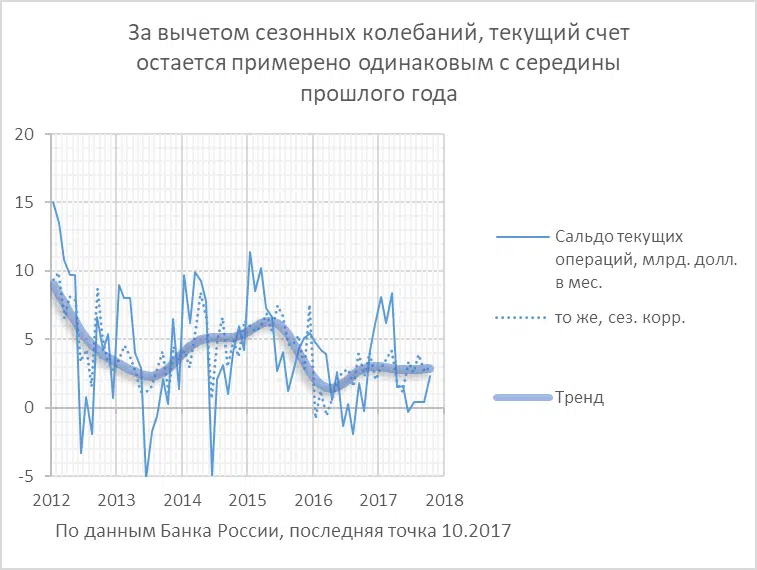 За вычетом сезонных колебаний, текущий счет
остается примерено одинаковым с середины
прошлого года
20
15
10
5
0
-5
2012 2013 2014 2015 2016 2017 2018
Сальдо текущих
операций, млрд. долл.
в мес.
то же, сез. корр.
Тренд
По данным Банка России, последняя точка 10.2017